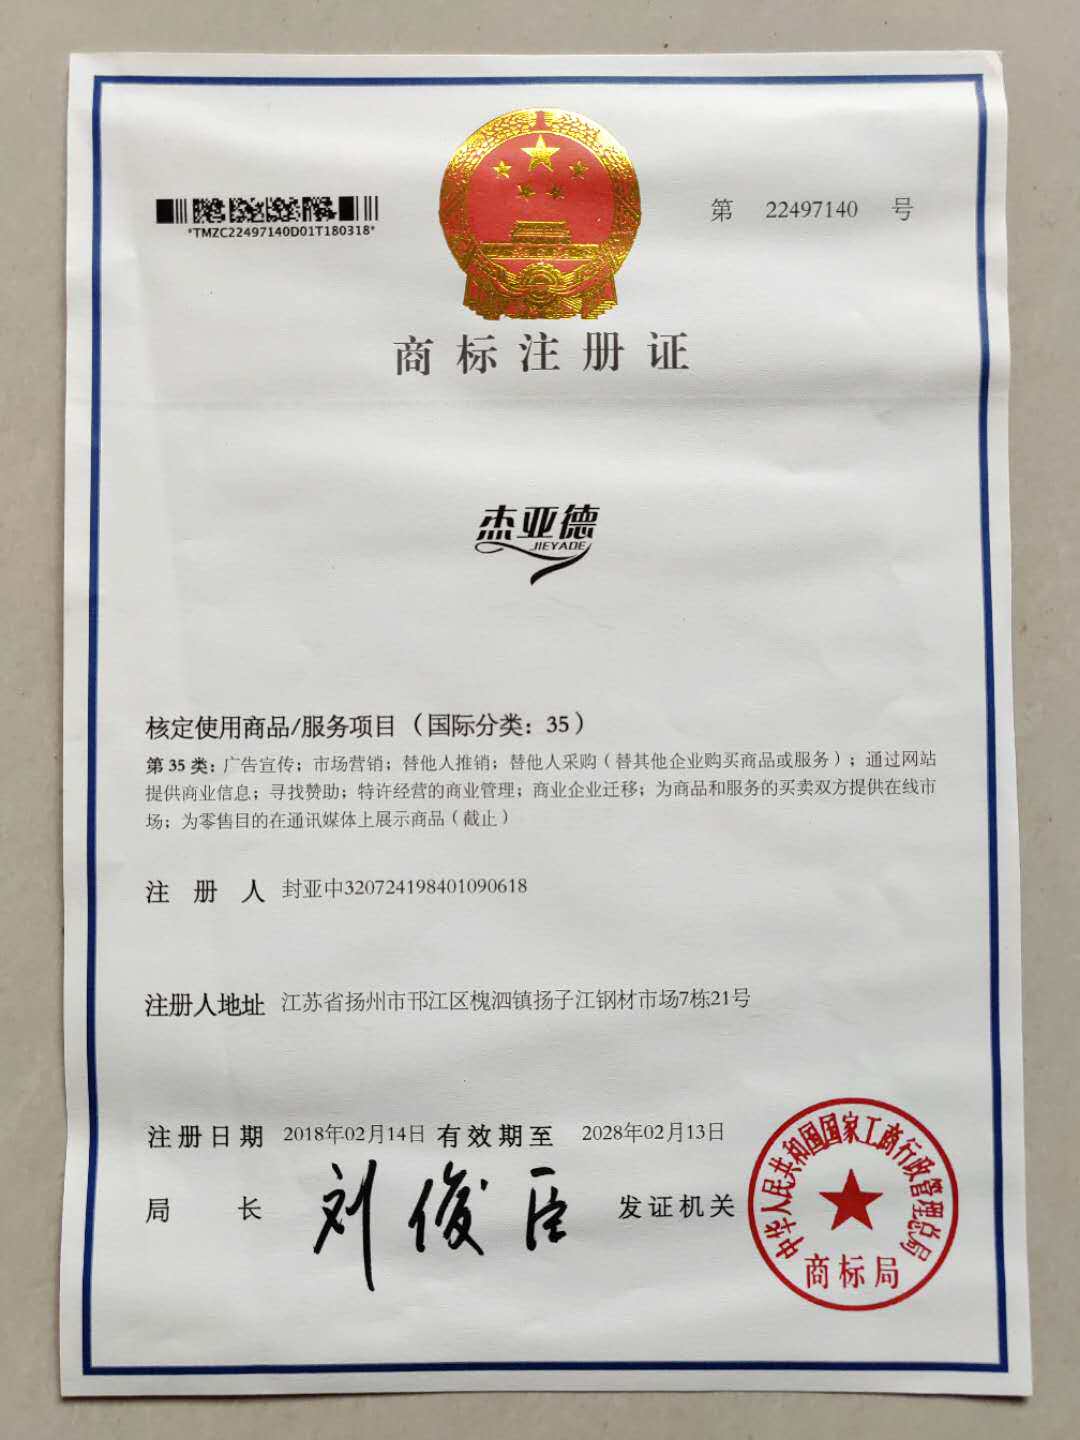 *TMZC22497140D01T180318*
第 22497140 号
商标注册证
杰亚德
JIEYADE
核定使用商品/服务项目（国际分类：35）
第35类：广告宣传；市场营销；替他人推销；替他人采购（替其他企业购买商品或服务）；通过网站
提供商业信息；寻找赞助；特许经营的商业管理；商业企业迁移；为商品和服务的买卖双方提供在线市
场；为零售目的在通讯媒体上展示商品（截止）
注册人 封亚中320724198401090618
注册人地址 江苏省扬州市邗江区槐泗镇扬子江钢材市场7栋21号
注册日期 2018年02月14日 有效期至 2028年02月13日
局长 刘俊臣 发证机关
中华人民共和国国家工商行政管理总局
商标局